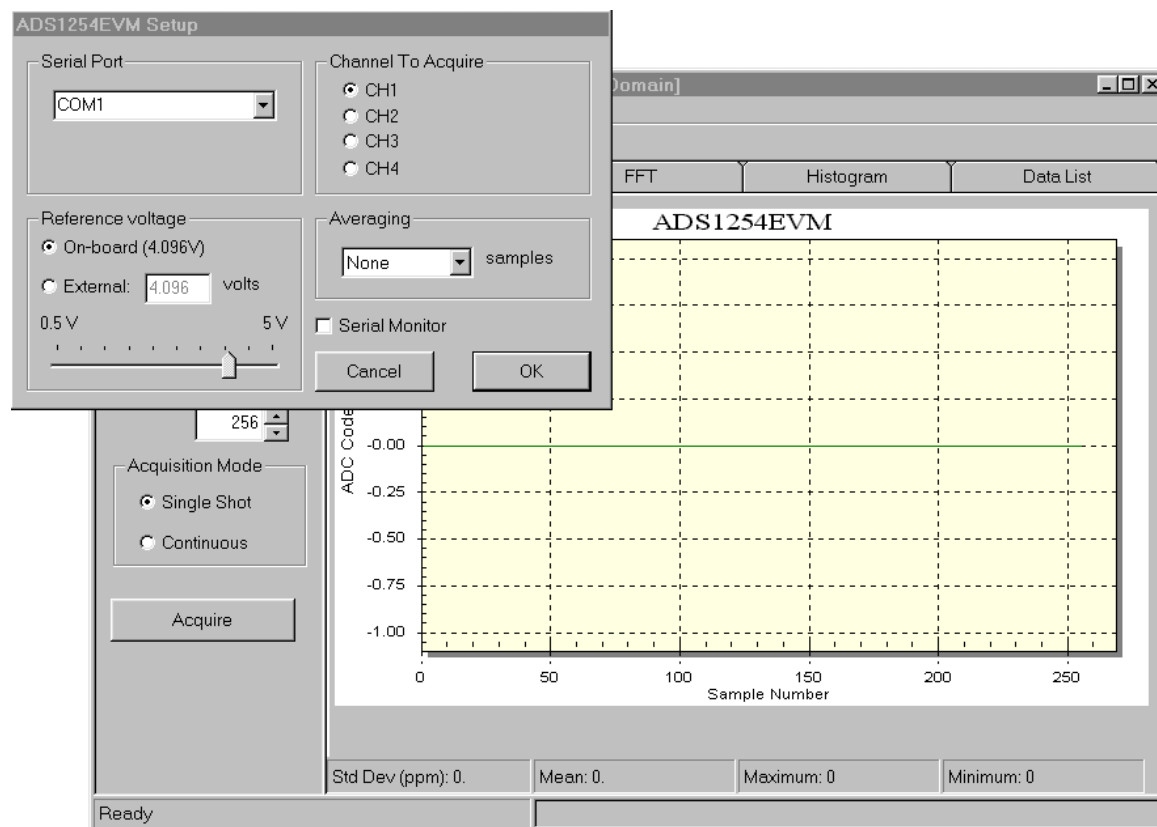 ADS1254EVM Setup
Serial Port
COM1
Channel To Acquire
CH1
CH2
CH3
CH4
Reference voltage
On-board (4.096V)
External: 4.096 volts
0.5 V 5 V
Averaging
None samples
Serial Monitor
Cancel OK
Domain]
FFT Histogram Data List
ADS1254EVM
256
Acquisition Mode
Single Shot
Continuous
Acquire
ADC Code
-0.00
-0.25
-0.50
-0.75
-1.00
0 50 100 150 200 250
Sample Number
Std Dev (ppm): 0. Mean: 0. Maximum: 0 Minimum: 0
Ready